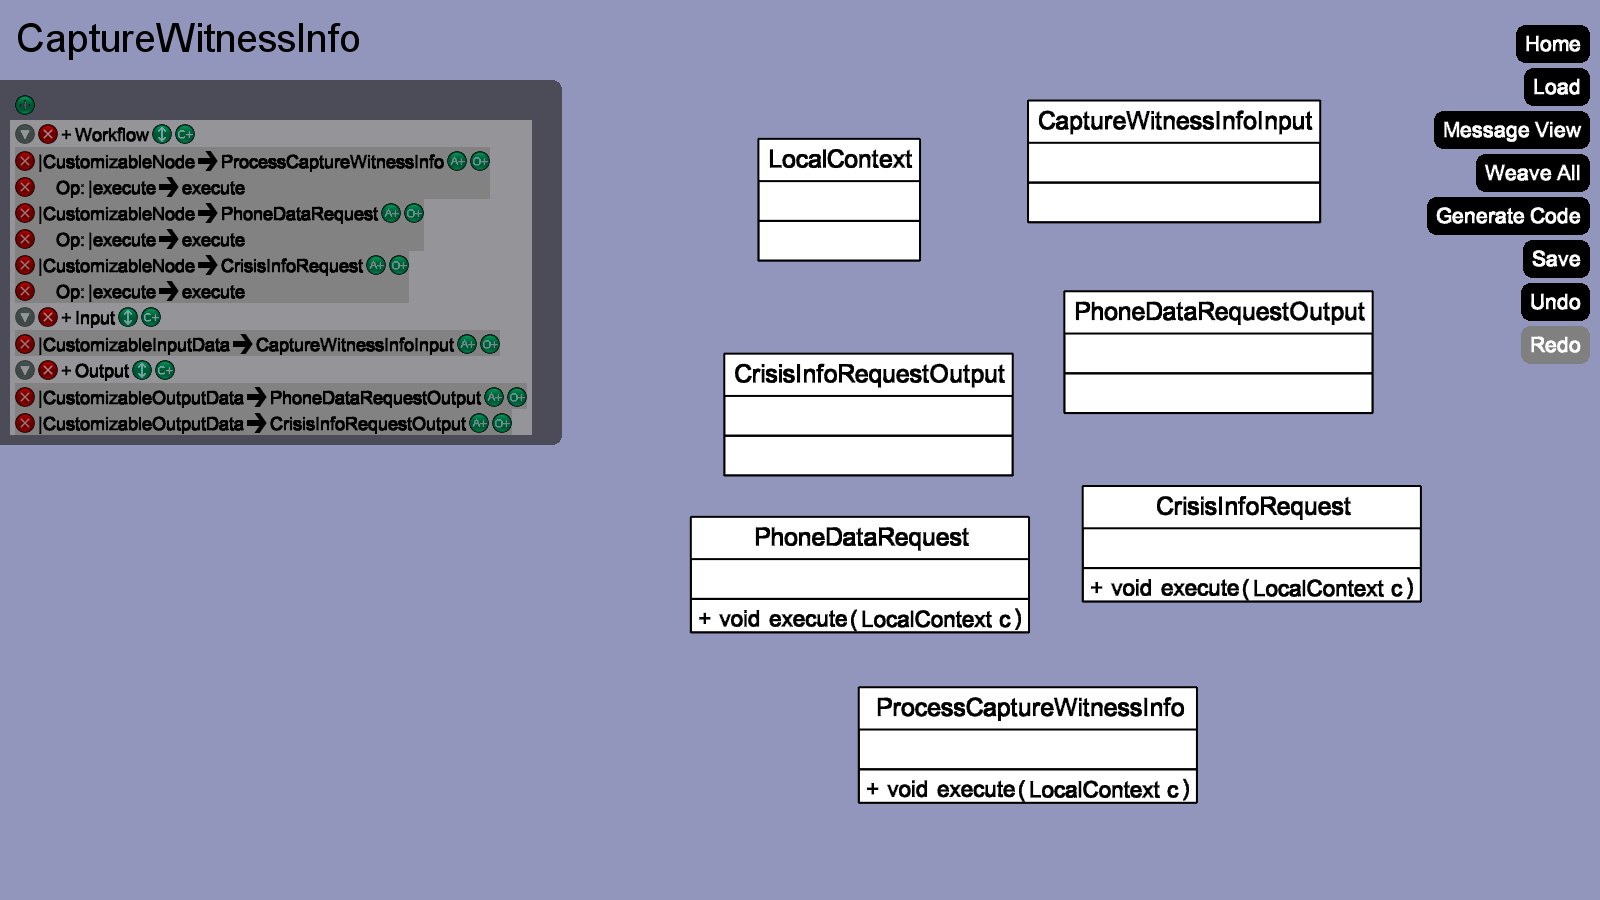 CaptureWitnessInfo
+ Workflow C+
|CustomizableNode → ProcessCaptureWitnessInfo A+ O+
Op: |execute → execute
|CustomizableNode → PhoneDataRequest A+ O+
Op: |execute → execute
|CustomizableNode → CrisisInfoRequest A+ O+
Op: |execute → execute
+ Input C+
|CustomizableInputData → CaptureWitnessInfoInput A+ O+
+ Output C+
|CustomizableOutputData → PhoneDataRequestOutput A+ O+
|CustomizableOutputData → CrisisInfoRequestOutput A+ O+
LocalContext
CaptureWitnessInfoInput
PhoneDataRequestOutput
CrisisInfoRequestOutput
CrisisInfoRequest
+ void execute(LocalContext c)
PhoneDataRequest
+ void execute(LocalContext c)
ProcessCaptureWitnessInfo
+ void execute(LocalContext c)
Home
Load
Message View
Weave All
Generate Code
Save
Undo
Redo